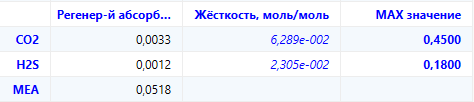 Регенер-й абсорб... Жёсткость, моль/моль MAX значение
CO2 0,0033 6,289e-002 0,4500
H2S 0,0012 2,305e-002 0,1800
MEA 0,0518